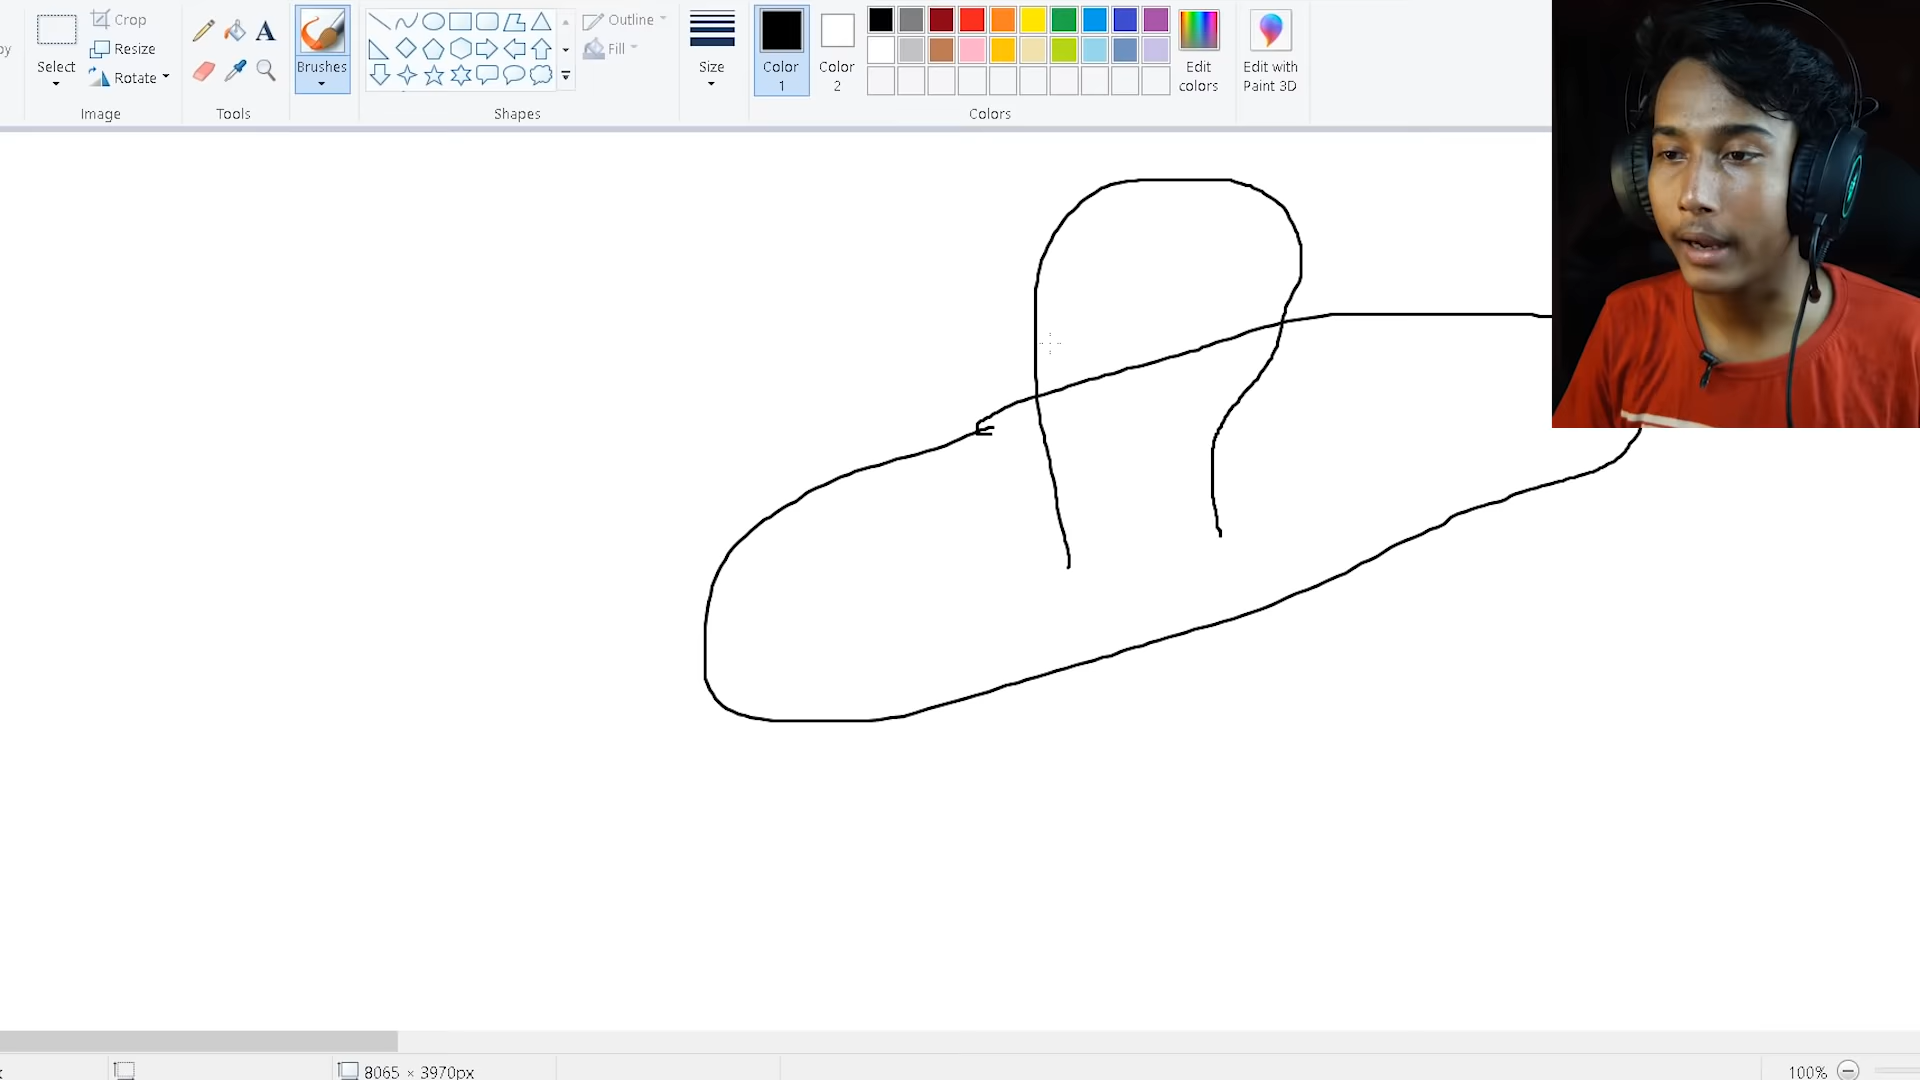 Crop
Outline
Resize
Select
Rotate
Fill
Brushes
Size
Color
1
Color
2
Edit
colors
Edit with
Paint 3D
A
Image
Tools
Shapes
Colors
8065 × 3970px
100%